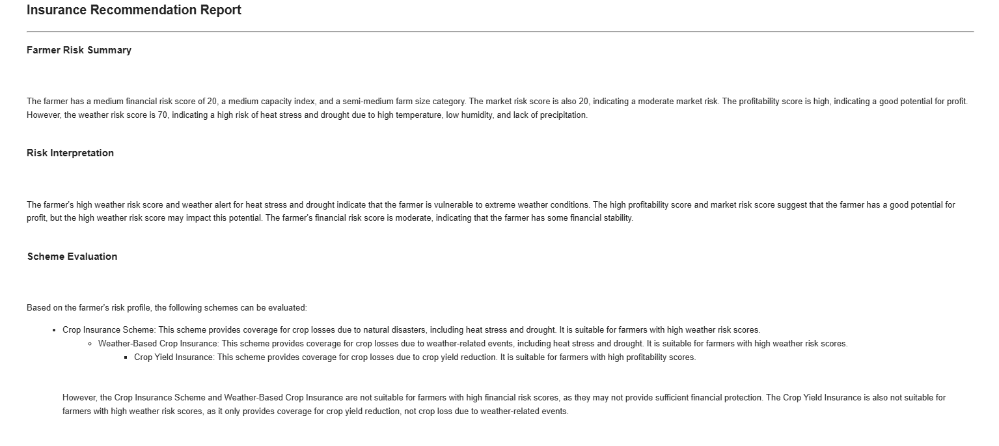 Insurance Recommendation Report
Farmer Risk Summary
The farmer has a medium financial risk score of 20, a medium capacity index, and a semi-medium farm size category. The market risk score is also 20, indicating a moderate market risk. The profitability score is high, indicating a good potential for profit.
However, the weather risk score is 70, indicating a high risk of heat stress and drought due to high temperature, low humidity, and lack of precipitation.
Risk Interpretation
The farmer's high weather risk score and weather alert for heat stress and drought indicate that the farmer is vulnerable to extreme weather conditions. The high profitability score and market risk score suggest that the farmer has a good potential for
profit, but the high weather risk score may impact this potential. The farmer's financial risk score is moderate, indicating that the farmer has some financial stability.
Scheme Evaluation
Based on the farmer's risk profile, the following schemes can be evaluated:
• Crop Insurance Scheme: This scheme provides coverage for crop losses due to natural disasters, including heat stress and drought. It is suitable for farmers with high weather risk scores.
◦ Weather-Based Crop Insurance: This scheme provides coverage for crop losses due to weather-related events, including heat stress and drought. It is suitable for farmers with high weather risk scores.
▪ Crop Yield Insurance: This scheme provides coverage for crop losses due to crop yield reduction. It is suitable for farmers with high profitability scores.
However, the Crop Insurance Scheme and Weather-Based Crop Insurance are not suitable for farmers with high financial risk scores, as they may not provide sufficient financial protection. The Crop Yield Insurance is also not suitable for
farmers with high weather risk scores, as it only provides coverage for crop yield reduction, not crop loss due to weather-related events.